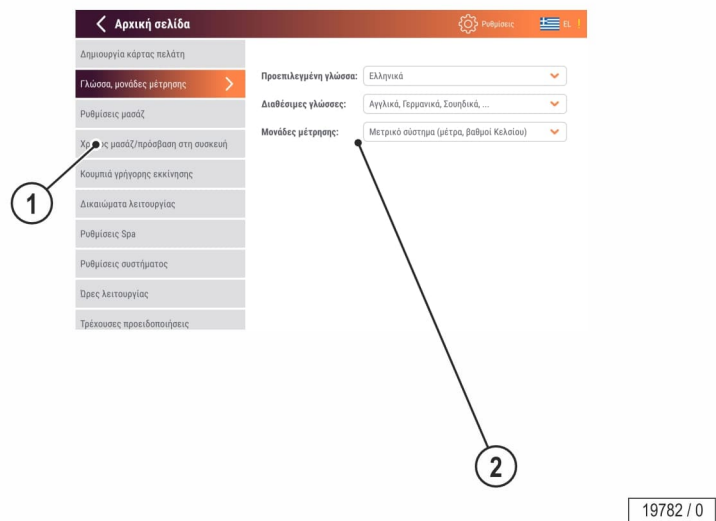 Αρχική σελίδα
Ρυθμίσεις
EL !
Δημιουργία κάρτας πελάτη
Γλώσσα, μονάδες μέτρησης
Ρυθμίσεις μασάζ
μασάζ/πρόσβαση στη συσκευή
Κουμπιά γρήγορης εκκίνησης
Δικαιώματα λειτουργίας
Ρυθμίσεις Spa
Ρυθμίσεις συστήματος
Ώρες λειτουργίας
Τρέχουσες προειδοποιήσεις
Προεπιλεγμένη γλώσσα: Ελληνικά
Διαθέσιμες γλώσσες: Αγγλικά, Γερμανικά, Σουηδικά, ...
Μονάδες μέτρησης: Μετρικό σύστημα (μέτρα, βαθμοί Κελσίου)
1
2
19782 / 0